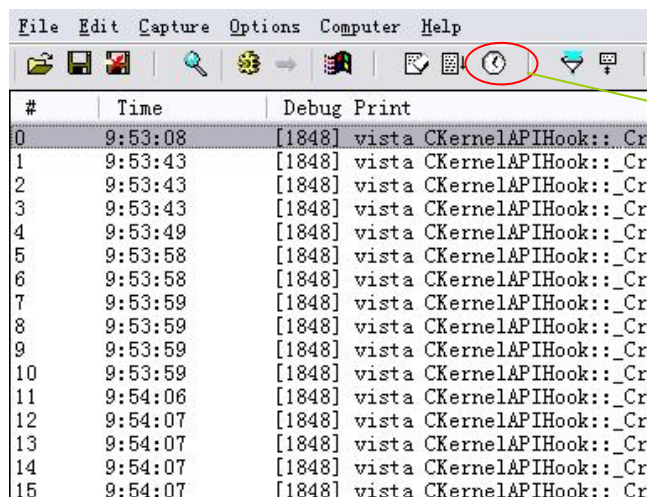 File Edit Capture Options Computer Help
# Time Debug Print
0 9:53:08 [1848] vista CKernelAPIHook::_Cr
1 9:53:43 [1848] vista CKernelAPIHook::_Cr
2 9:53:43 [1848] vista CKernelAPIHook::_Cr
3 9:53:43 [1848] vista CKernelAPIHook::_Cr
4 9:53:49 [1848] vista CKernelAPIHook::_Cr
5 9:53:58 [1848] vista CKernelAPIHook::_Cr
6 9:53:58 [1848] vista CKernelAPIHook::_Cr
7 9:53:59 [1848] vista CKernelAPIHook::_Cr
8 9:53:59 [1848] vista CKernelAPIHook::_Cr
9 9:53:59 [1848] vista CKernelAPIHook::_Cr
10 9:53:59 [1848] vista CKernelAPIHook::_Cr
11 9:54:06 [1848] vista CKernelAPIHook::_Cr
12 9:54:07 [1848] vista CKernelAPIHook::_Cr
13 9:54:07 [1848] vista CKernelAPIHook::_Cr
14 9:54:07 [1848] vista CKernelAPIHook::_Cr
15 9:54:07 [1848] vista CKernelAPIHook::_Cr